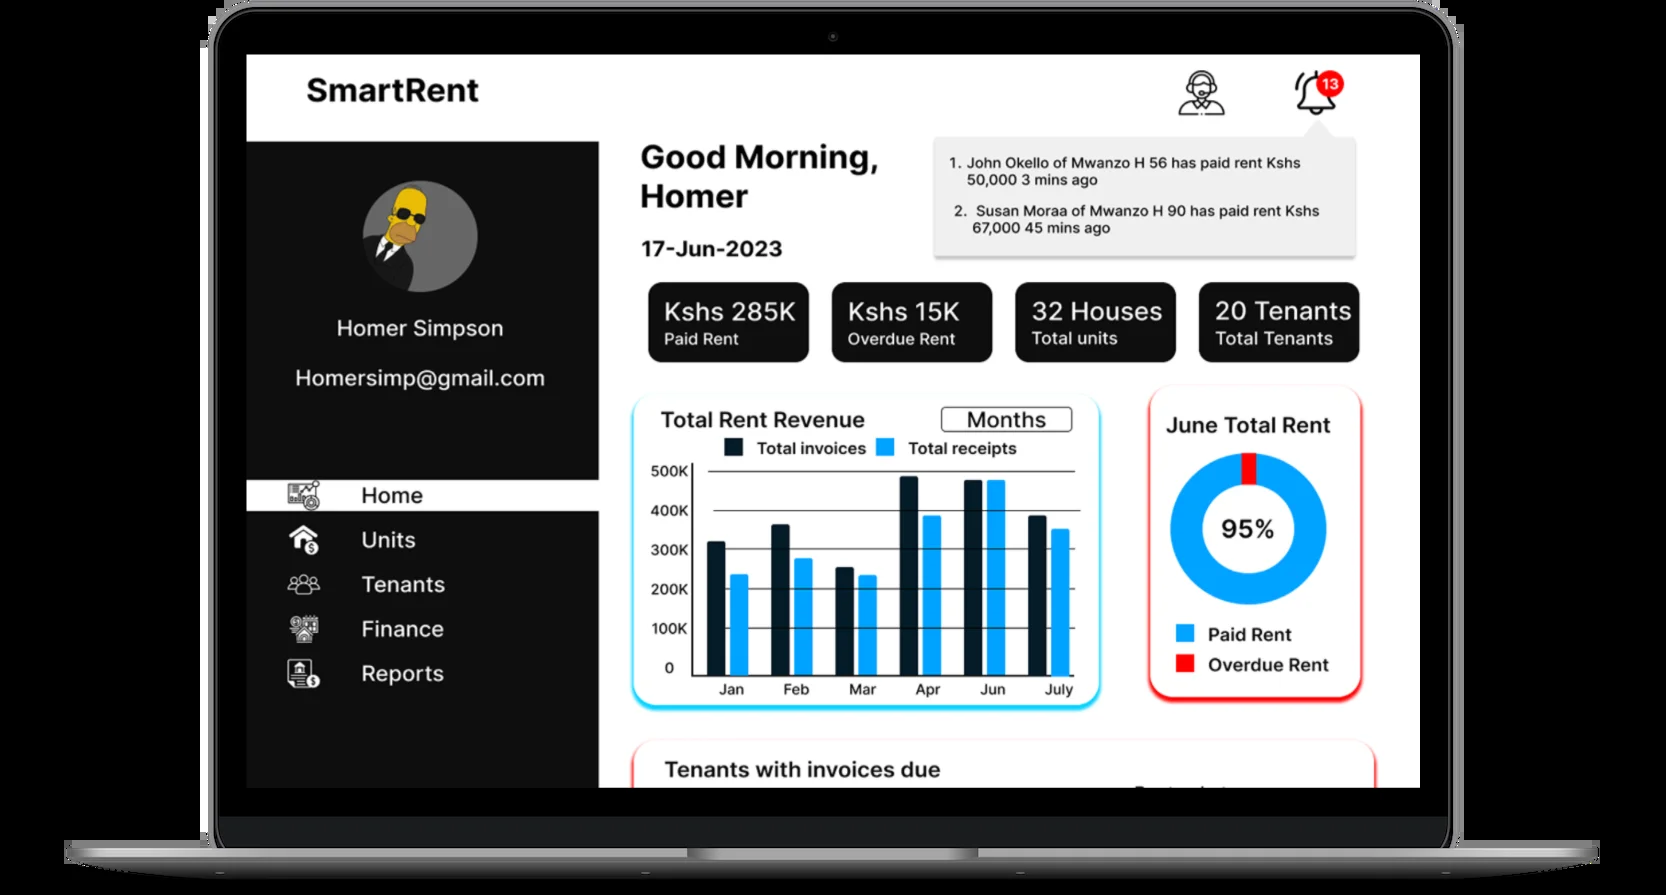 SmartRent
13
Good Morning,
Homer
17-Jun-2023
1. John Okello of Mwanzo H 56 has paid rent Kshs
50,000 3 mins ago
2. Susan Moraa of Mwanzo H 90 has paid rent Kshs
67,000 45 mins ago
Homer Simpson
Homersimp@gmail.com
Home
Units
Tenants
Finance
Reports
Kshs 285K
Paid Rent
Kshs 15K
Overdue Rent
32 Houses
Total units
20 Tenants
Total Tenants
Total Rent Revenue
Months
Total invoices
Total receipts
500K
400K
300K
200K
100K
0
Jan Feb Mar Apr Jun July
June Total Rent
95%
Paid Rent
Overdue Rent
Tenants with invoices due